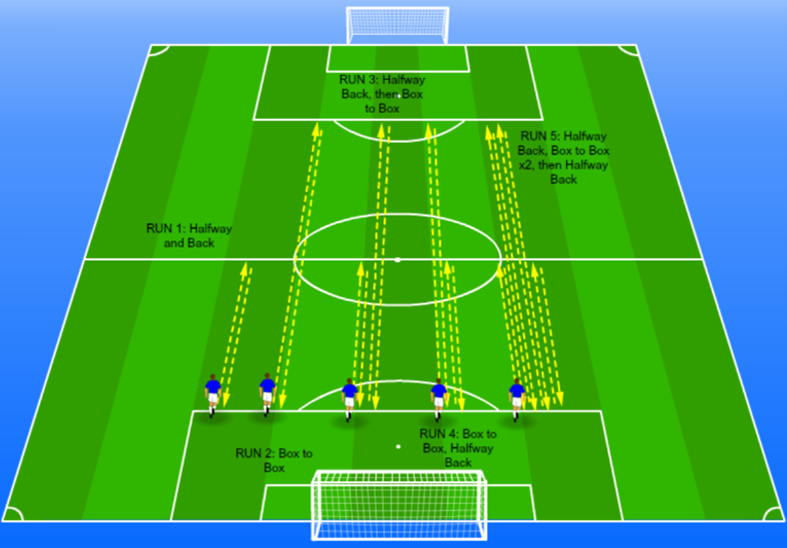 RUN 3: Halfway
Back, then Box
to Box
RUN 5: Halfway
Back, Box to Box
x2, then Halfway
Back
RUN 1: Halfway
and Back
RUN 4: Box to
Box, Halfway
Back
RUN 2: Box to
Box